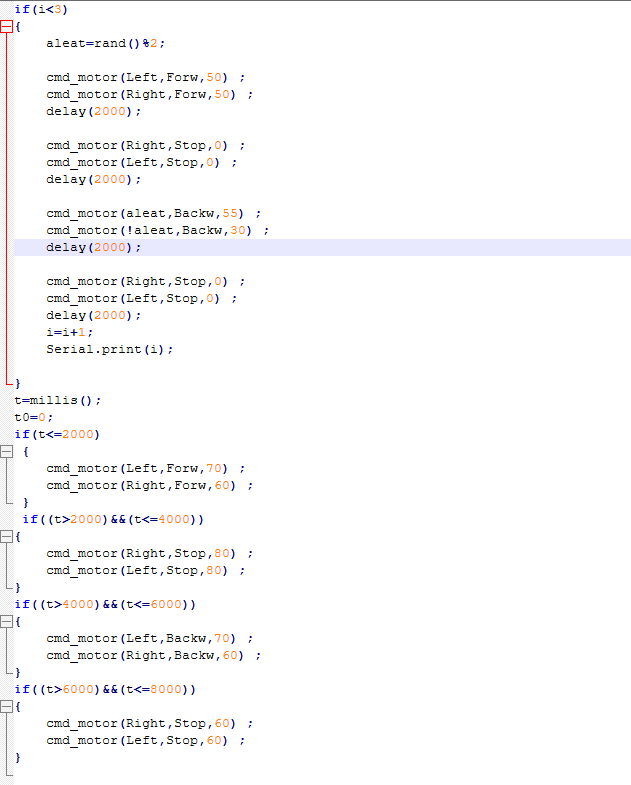 if(i<3)
{
aleat=rand()%2;
cmd_motor(Left,Forw,50) ;
cmd_motor(Right,Forw,50) ;
delay(2000);
cmd_motor(Right,Stop,0) ;
cmd_motor(Left,Stop,0) ;
delay(2000);
cmd_motor(aleat,Backw,55) ;
cmd_motor(!aleat,Backw,30) ;
delay(2000);
cmd_motor(Right,Stop,0) ;
cmd_motor(Left,Stop,0) ;
delay(2000);
i=i+1;
Serial.print(i);
}
t=millis();
t0=0;
if(t<=2000)
{
cmd_motor(Left,Forw,70) ;
cmd_motor(Right,Forw,60) ;
}
if((t>2000)&&(t<=4000))
{
cmd_motor(Right,Stop,80) ;
cmd_motor(Left,Stop,80) ;
}
if((t>4000)&&(t<=6000))
{
cmd_motor(Left,Backw,70) ;
cmd_motor(Right,Backw,60) ;
}
if((t>6000)&&(t<=8000))
{
cmd_motor(Right,Stop,60) ;
cmd_motor(Left,Stop,60) ;
}